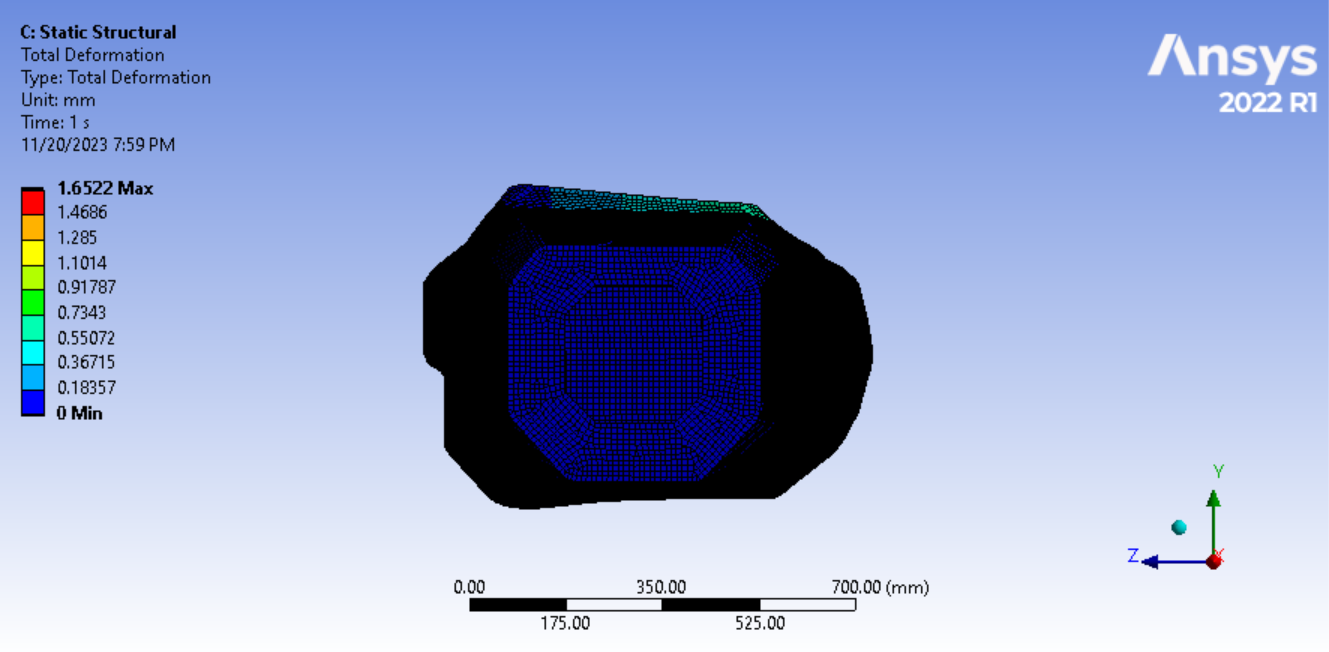 C: Static Structural
Total Deformation
Type: Total Deformation
Unit: mm
Time: 1 s
11/20/2023 7:59 PM
Ansys
2022 R1
1.6522 Max
1.4686
1.285
1.1014
0.91787
0.7343
0.55072
0.36715
0.18357
0 Min
Y
Z
X
0.00 350.00 700.00 (mm)
175.00 525.00